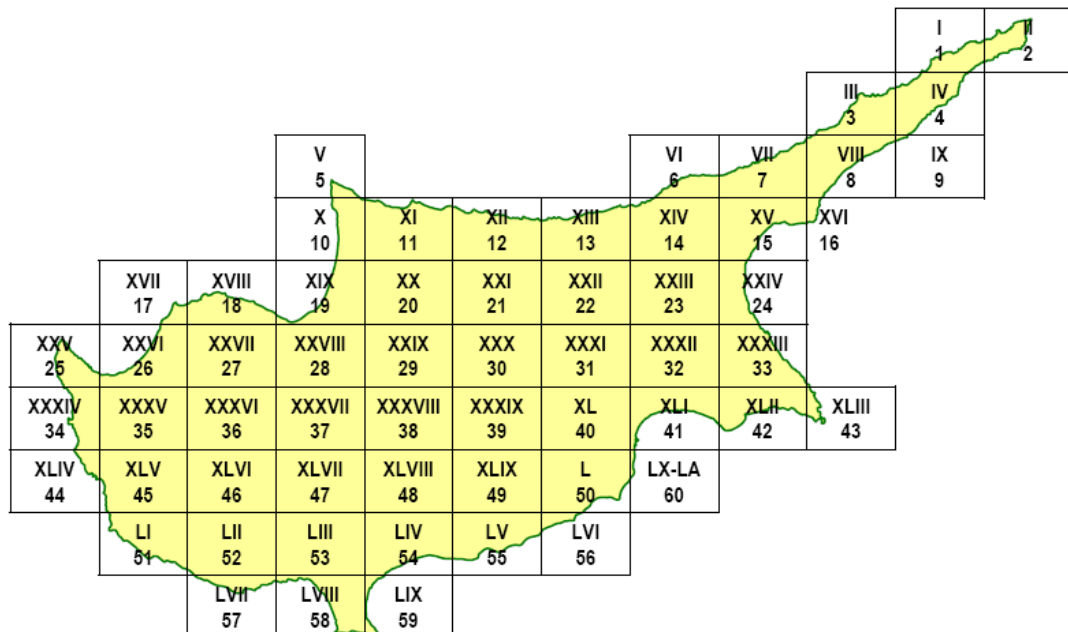 I II
1 2
III IV
3 4
V VI VII VIII IX
5 6 7 8 9
X XI XII XIII XIV XV XVI
10 11 12 13 14 15 16
XVII XVIII XIX XX XXI XXII XXIII XXIV
17 18 19 20 21 22 23 24
XXV XXVI XXVII XXVIII XXIX XXX XXXI XXXII XXXIII
25 26 27 28 29 30 31 32 33
XXXIV XXXV XXXVI XXXVII XXXVIII XXXIX XL XLI XLII XLIII
34 35 36 37 38 39 40 41 42 43
XLIV XLV XLVI XLVII XLVIII XLIX L LX-LA
44 45 46 47 48 49 50 60
LI LII LIII LIV LV LVI
51 52 53 54 55 56
LVII LVIII LIX
57 58 59